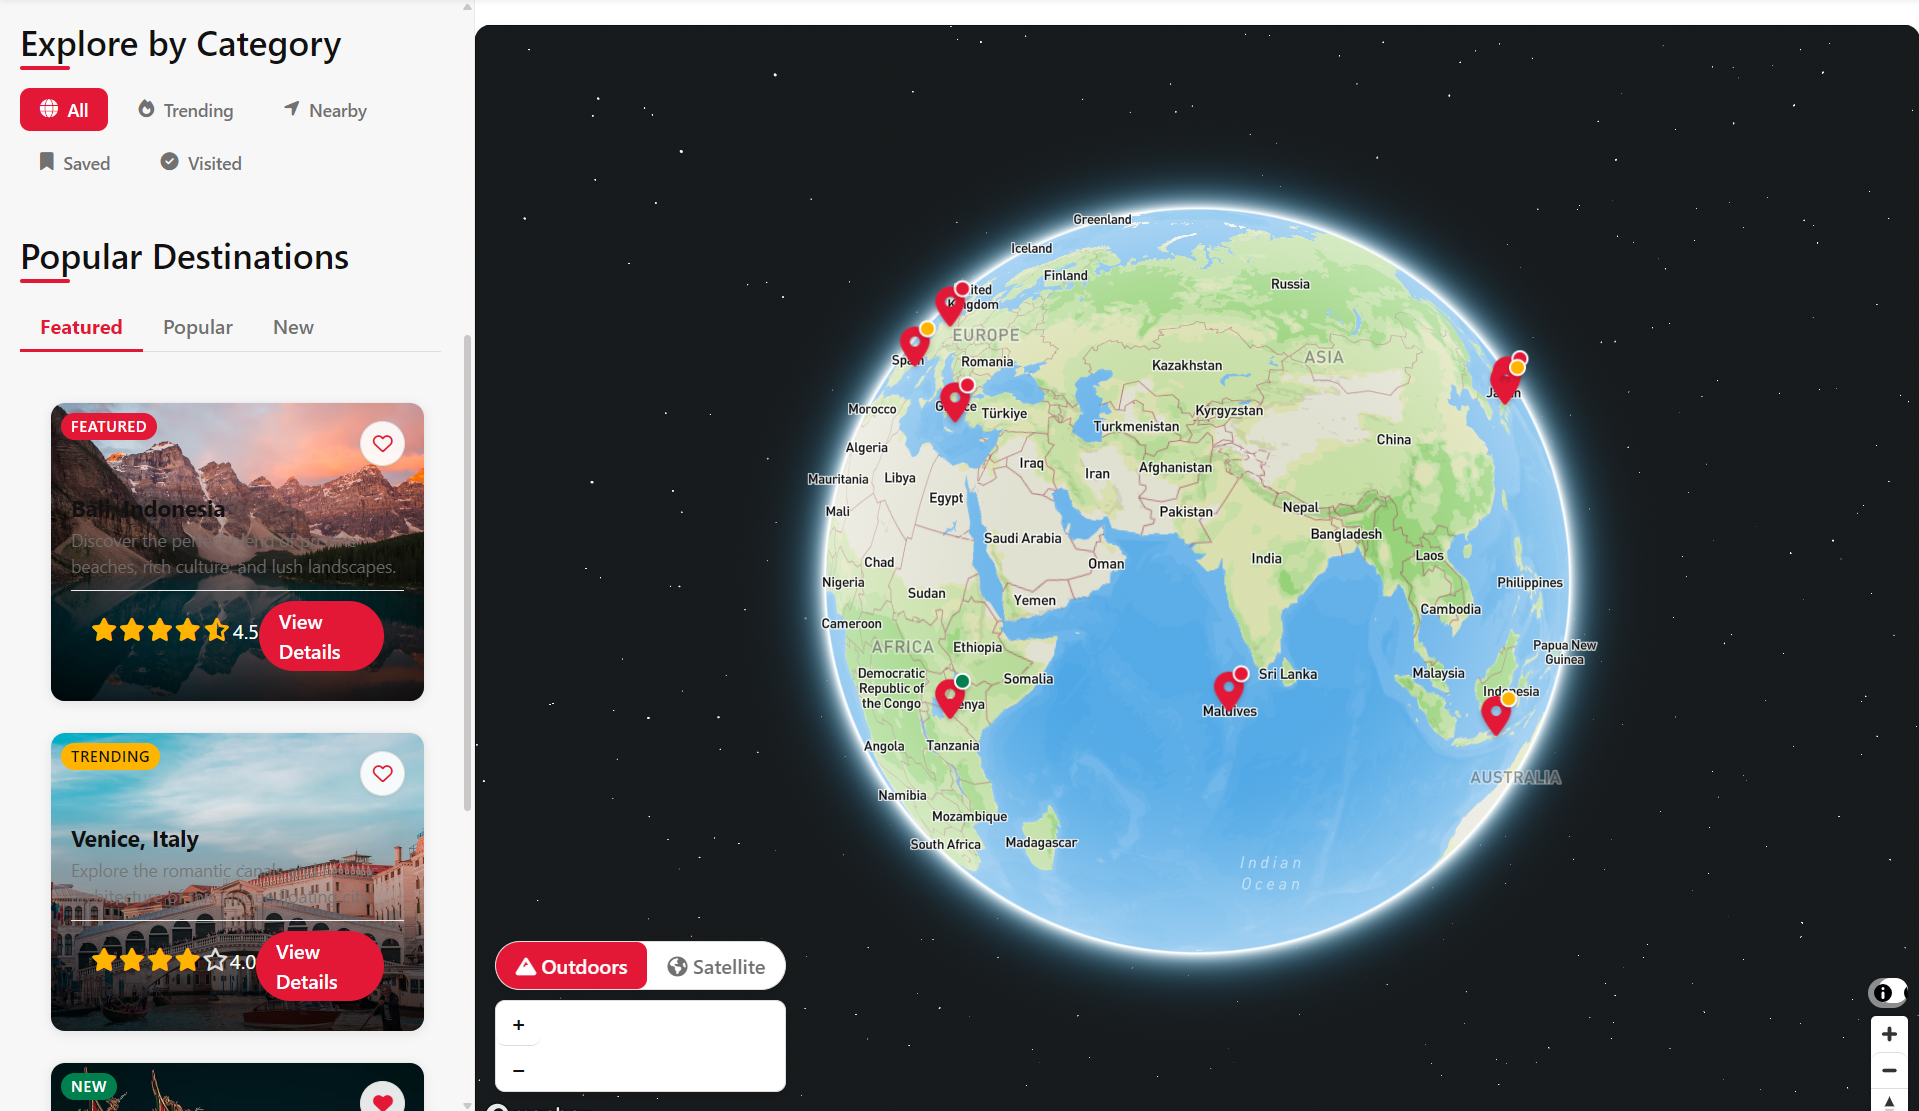 Explore by Category
All
Trending
Nearby
Saved
Visited
Popular Destinations
Featured
Popular
New
FEATURED
Bali, Indonesia
Discover the perfect blend of
beaches, rich culture, and lush landscapes.
4.5
View
Details
TRENDING
Venice, Italy
Explore the romantic canals
architecture of
4.0
View
Details
NEW
Greenland
Iceland
Finland
Russia
United
Kingdom
EUROPE
Spain
Romania
Kazakhstan
ASIA
Japan
Morocco
Greece
Türkiye
Kyrgyzstan
Turkmenistan
China
Algeria
Iraq
Iran
Afghanistan
Mauritania
Libya
Egypt
Pakistan
Nepal
Mali
Saudi Arabia
Bangladesh
Chad
Oman
India
Laos
Nigeria
Sudan
Yemen
Philippines
Cambodia
Cameroon
AFRICA
Ethiopia
Papua New
Guinea
Democratic
Republic of
the Congo
Somalia
Sri Lanka
Malaysia
Indonesia
Kenya
Maldives
Angola
Tanzania
AUSTRALIA
Namibia
Mozambique
South Africa
Madagascar
Indian
Ocean
Outdoors
Satellite
+
−
+
−